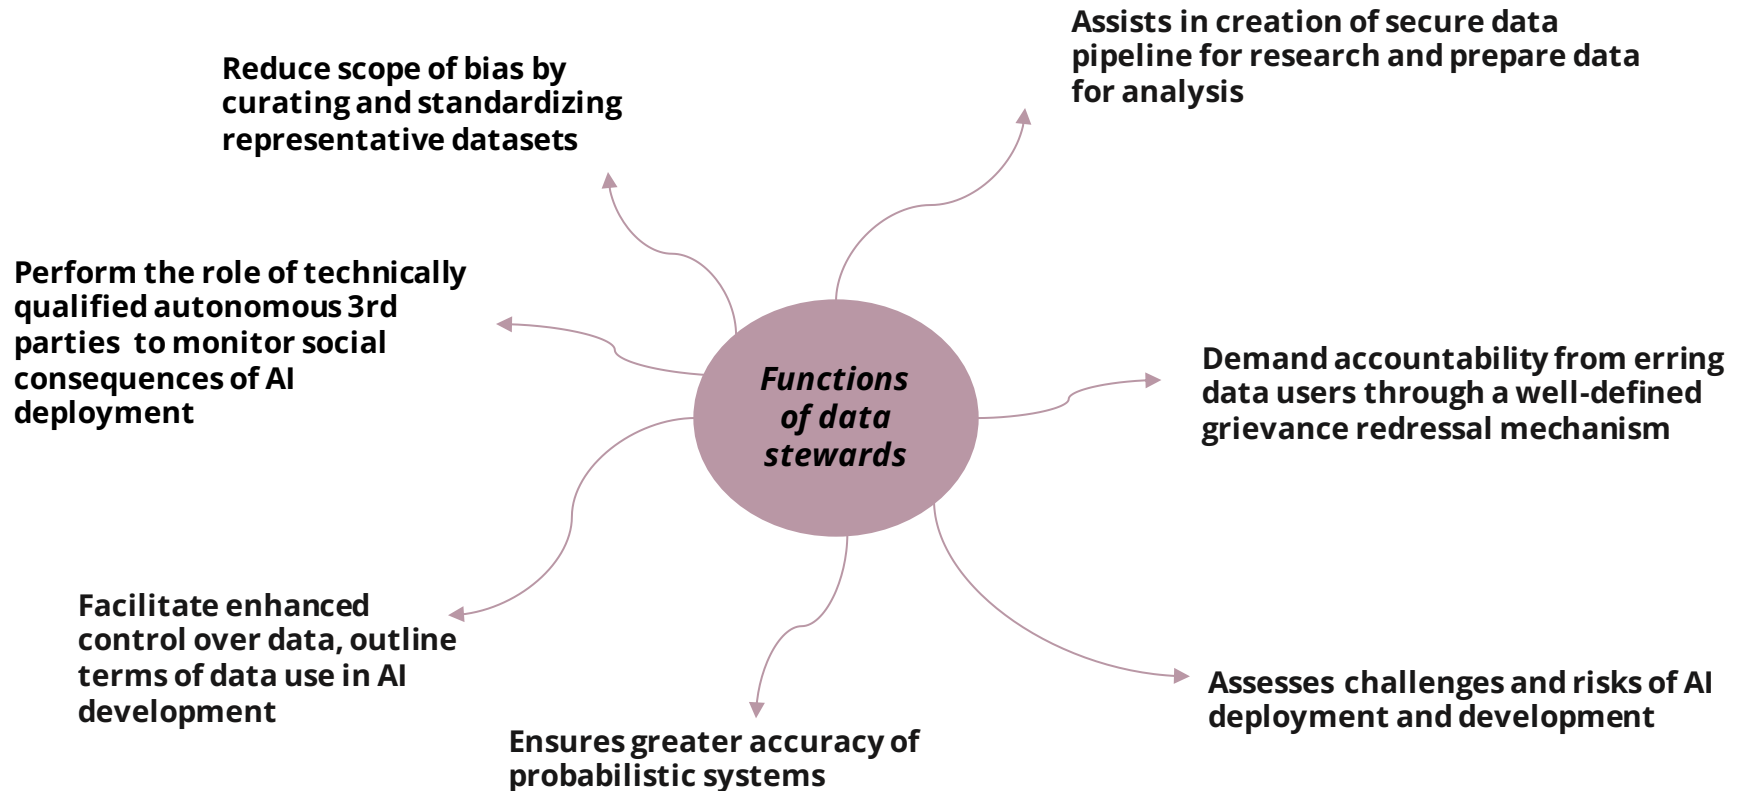 Assists in creation of secure data
pipeline for research and prepare data
for analysis
Reduce scope of bias by
curating and standardizing
representative datasets
Perform the role of technically
qualified autonomous 3rd
parties to monitor social
consequences of AI
deployment
Functions
of data
stewards
Demand accountability from erring
data users through a well-defined
grievance redressal mechanism
Facilitate enhanced
control over data, outline
terms of data use in AI
development
Assesses challenges and risks of AI
deployment and development
Ensures greater accuracy of
probabilistic systems